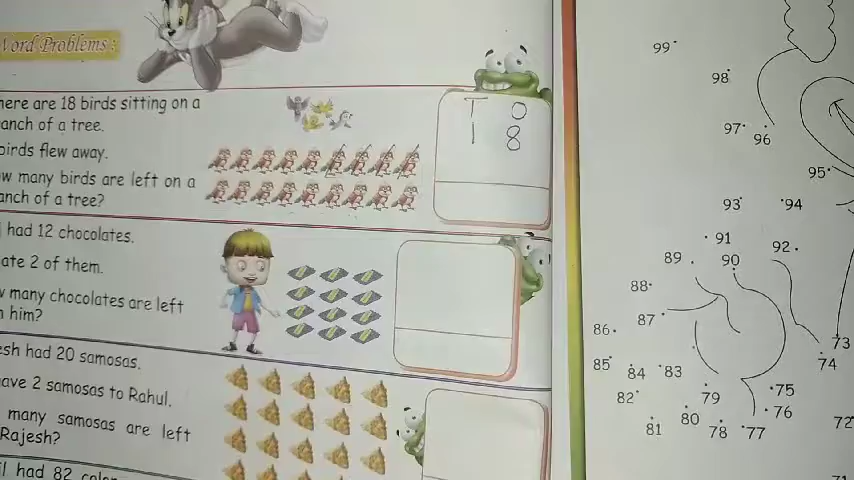 Word Problems :
here are 18 birds sitting on a
anch of a tree.
birds flew away.
w many birds are left on a
anch of a tree?
T O
1 8
had 12 chocolates.
ate 2 of them.
w many chocolates are left
him?
esh had 20 samosas.
ave 2 samosas to Rahul.
many samosas are left
Rajesh?
l had 82
99
98
97 96
95
93 94
91
92
89 90
88
87
86
73
85 84 83 74
82 79 75
80 76
81 78 77 72